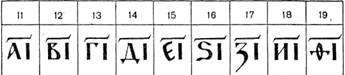 11 12 13 14 15 16 17 18 19
А҃І В҃І Г҃І Д҃І Є҃І Ѕ҃І З҃І И҃І Ѳ҃І